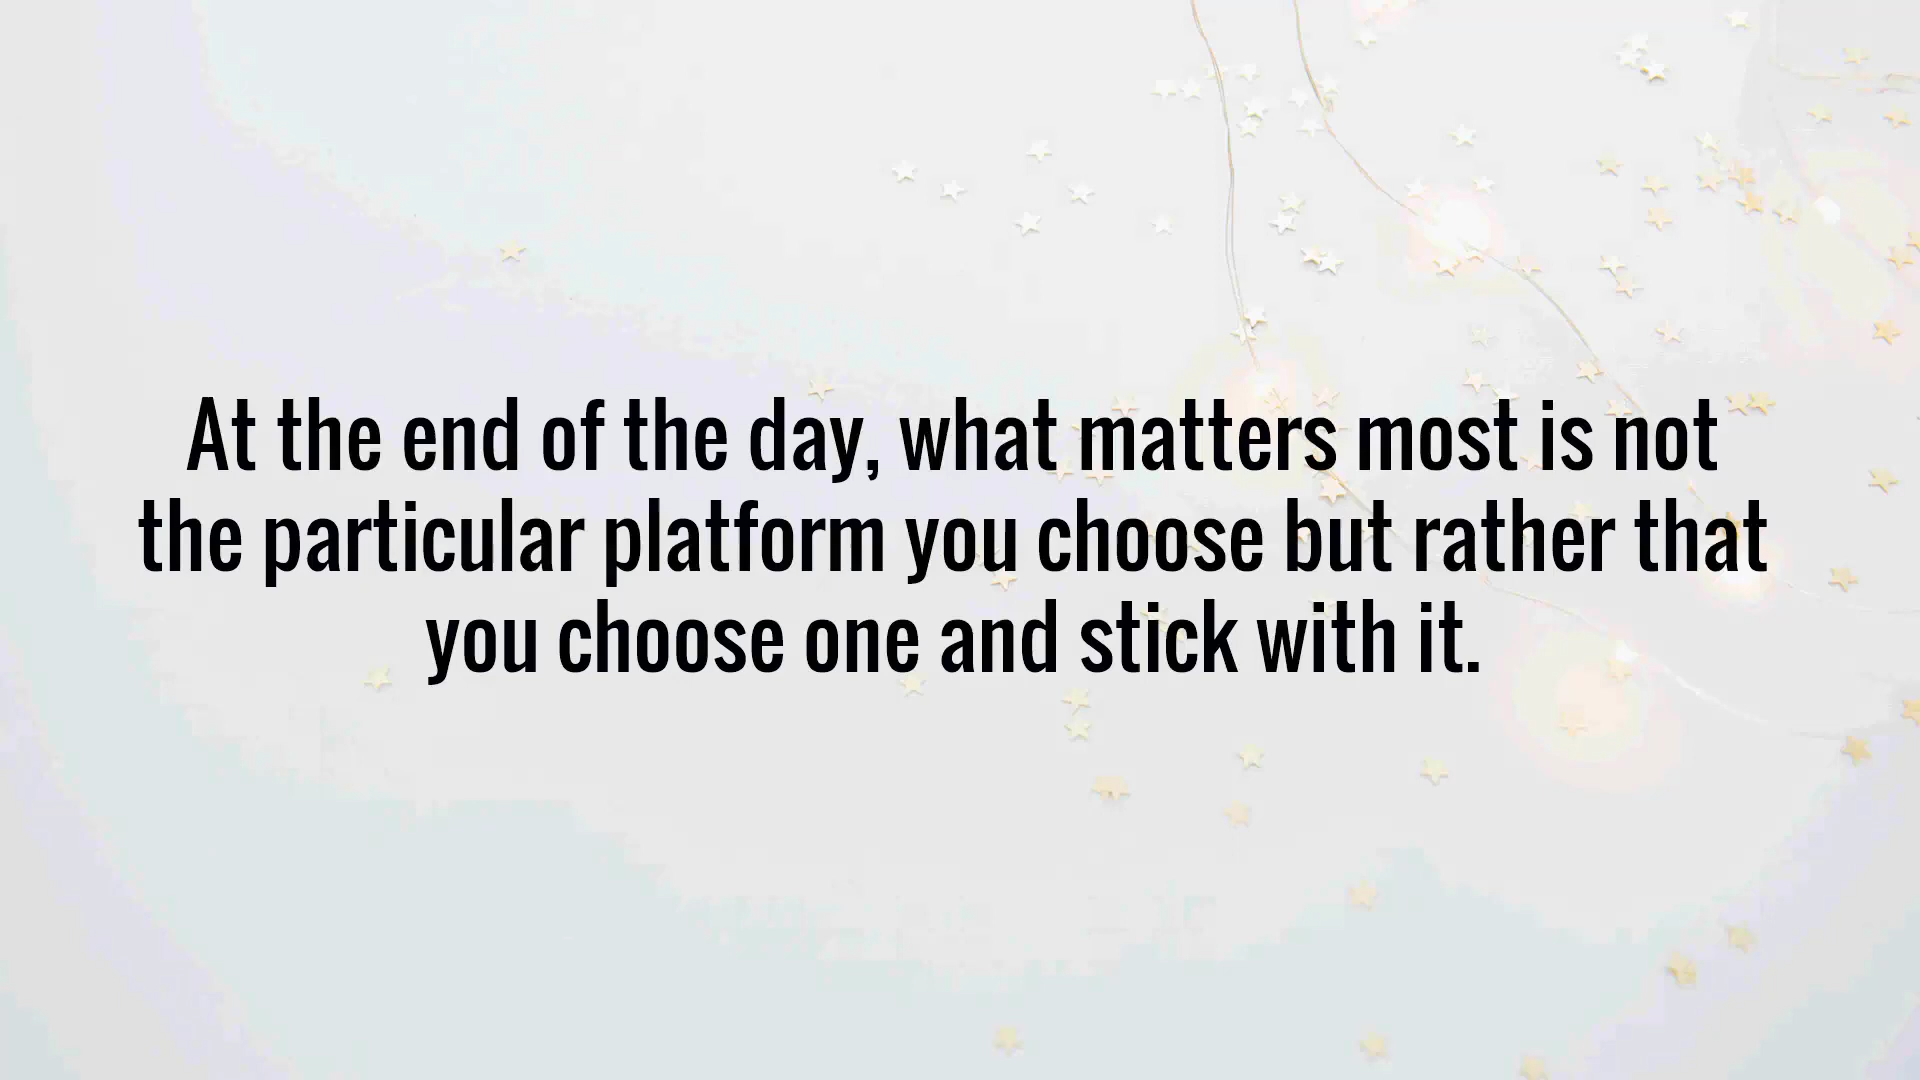 At the end of the day, what matters most is not
the particular platform you choose but rather that
you choose one and stick with it.